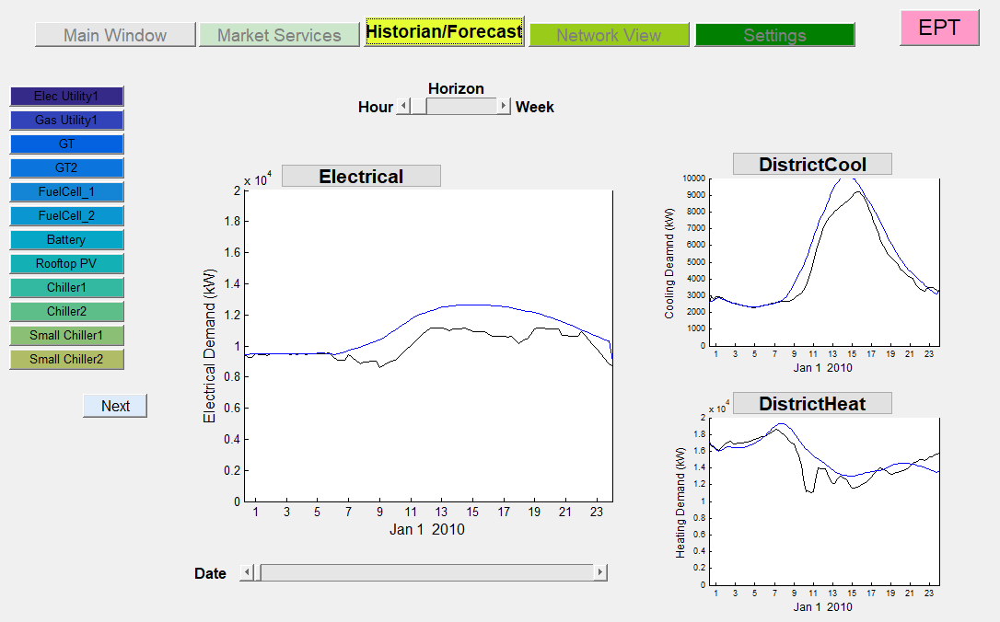 Main Window
Market Services
Historian/Forecast
Network View
Settings
EPT
Horizon
Hour
Week
Elec Utility1
Gas Utility1
GT
GT2
FuelCell_1
FuelCell_2
Battery
Rooftop PV
Chiller1
Chiller2
Small Chiller1
Small Chiller2
Next
Electrical
x 10^4
2
1.8
1.6
1.4
1.2
1
0.8
0.6
0.4
0.2
0
Electrical Demand (kW)
1 3 5 7 9 11 13 15 17 19 21 23
Jan 1 2010
Date
DistrictCool
10000
9000
8000
7000
6000
5000
4000
3000
2000
1000
0
Cooling Deamnd (kW)
1 3 5 7 9 11 13 15 17 19 21 23
Jan 1 2010
DistrictHeat
x 10^4
2
1.8
1.6
1.4
1.2
1
0.8
0.6
0.4
0.2
0
Heating Demand (kW)
1 3 5 7 9 11 13 15 17 19 21 23
Jan 1 2010